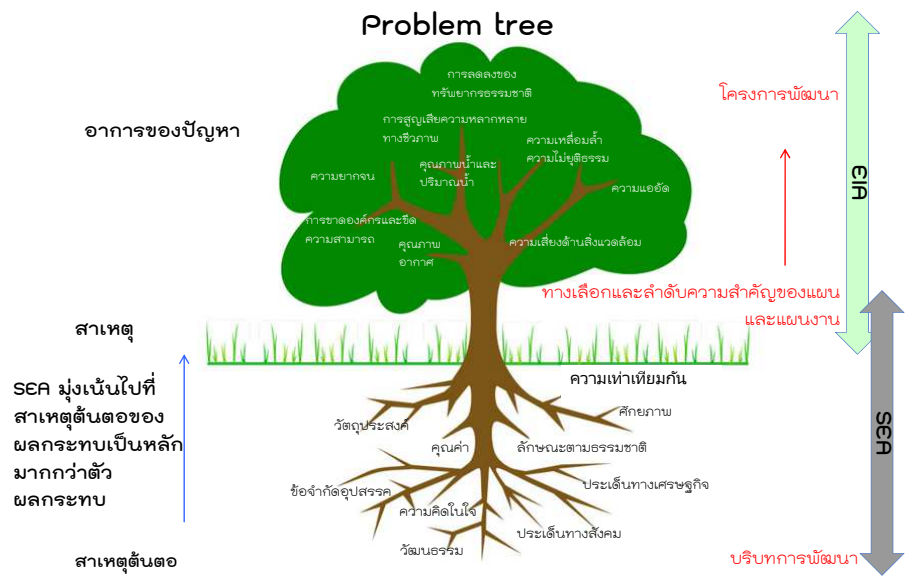 Problem tree
การลดลงของ
ทรัพยากรธรรมชาติ
โครงการพัฒนา
อาการของปัญหา
การสูญเสียความหลากหลาย
ทางชีวภาพ
ความเหลื่อมล้ำ
ความไม่ยุติธรรม
คุณภาพน้ำและ
ปริมาณน้ำ
ความยากจน
ความแออัด
EIA
การขาดองค์กรและขีด
ความสามารถ
คุณภาพ
อากาศ
ความเสี่ยงด้านสิ่งแวดล้อม
ทางเลือกและลำดับความสำคัญของแผน
และแผนงาน
สาเหตุ
ความเท่าเทียมกัน
SEA มุ่งเน้นไปที่
สาเหตุต้นตอของ
ผลกระทบเป็นหลัก
มากกว่าตัว
ผลกระทบ
ศักยภาพ
วัตถุประสงค์
คุณค่า
ลักษณะตามธรรมชาติ
SEA
ประเด็นทางเศรษฐกิจ
ข้อจำกัดอุปสรรค
ความคิดในใจ
ประเด็นทางสังคม
วัฒนธรรม
สาเหตุต้นตอ
บริบทการพัฒนา